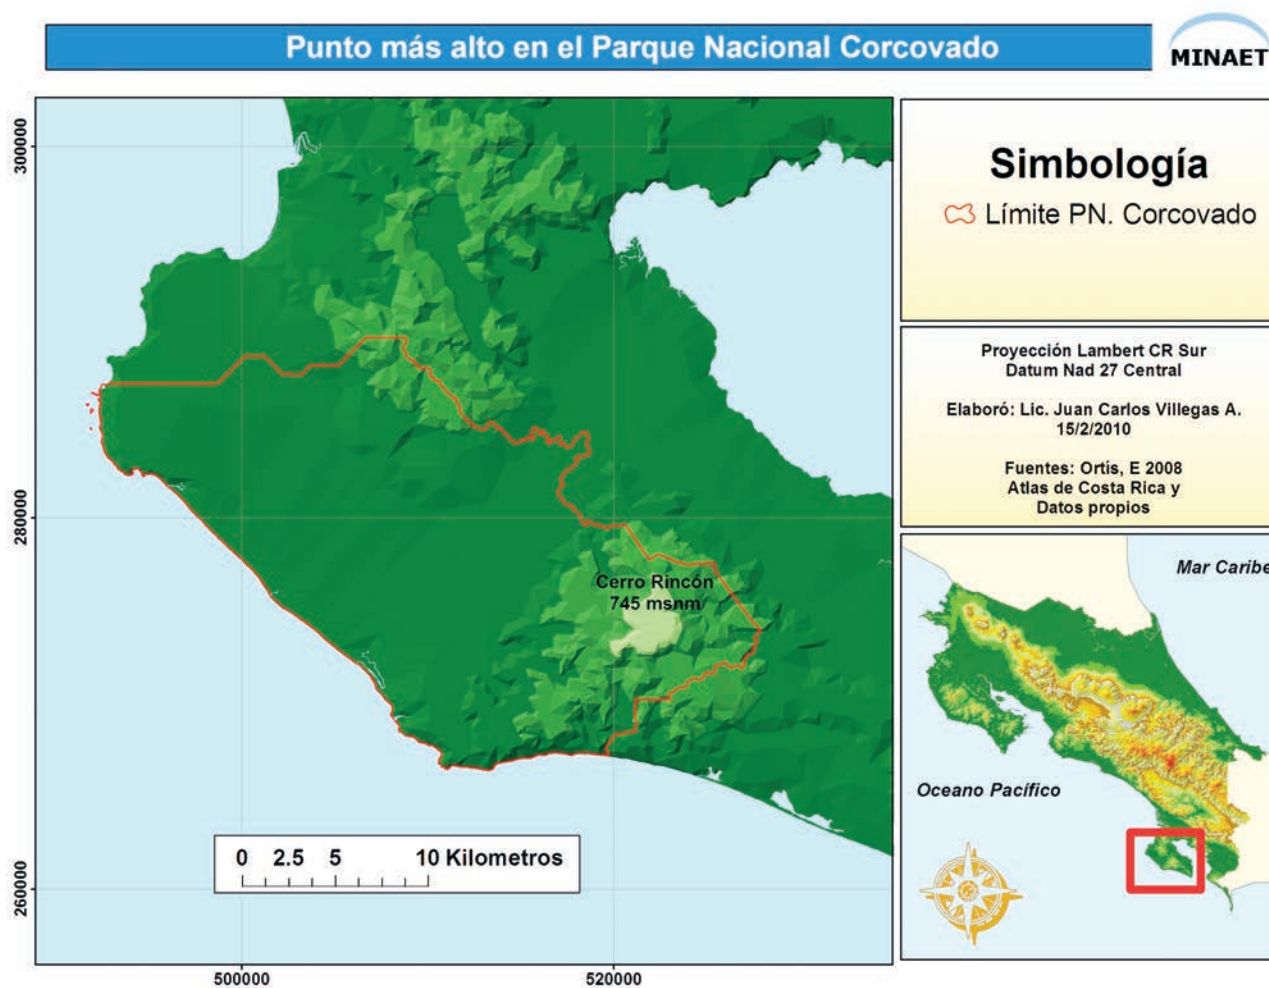 Punto más alto en el Parque Nacional Corcovado
MINAET
300000
280000
260000
500000
520000
Cerro Rincón
745 msnm
0 2.5 5 10 Kilometros
Simbología
Límite PN. Corcovado
Proyección Lambert CR Sur
Datum Nad 27 Central
Elaboró: Lic. Juan Carlos Villegas A.
15/2/2010
Fuentes: Ortís, E 2008
Atlas de Costa Rica y
Datos propios
Mar Caribe
Oceano Pacífico